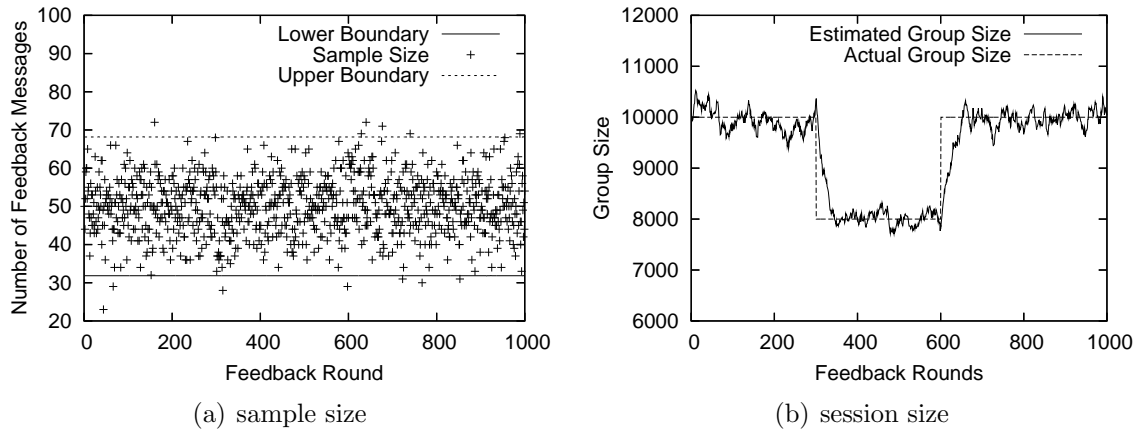 100
90
80
70
60
50
40
30
20
0 200 400 600 800 1000
Number of Feedback Messages
Feedback Round
Lower Boundary
Sample Size
Upper Boundary
(a) sample size
12000
11000
10000
9000
8000
7000
6000
0 200 400 600 800 1000
Group Size
Feedback Rounds
Estimated Group Size
Actual Group Size
(b) session size